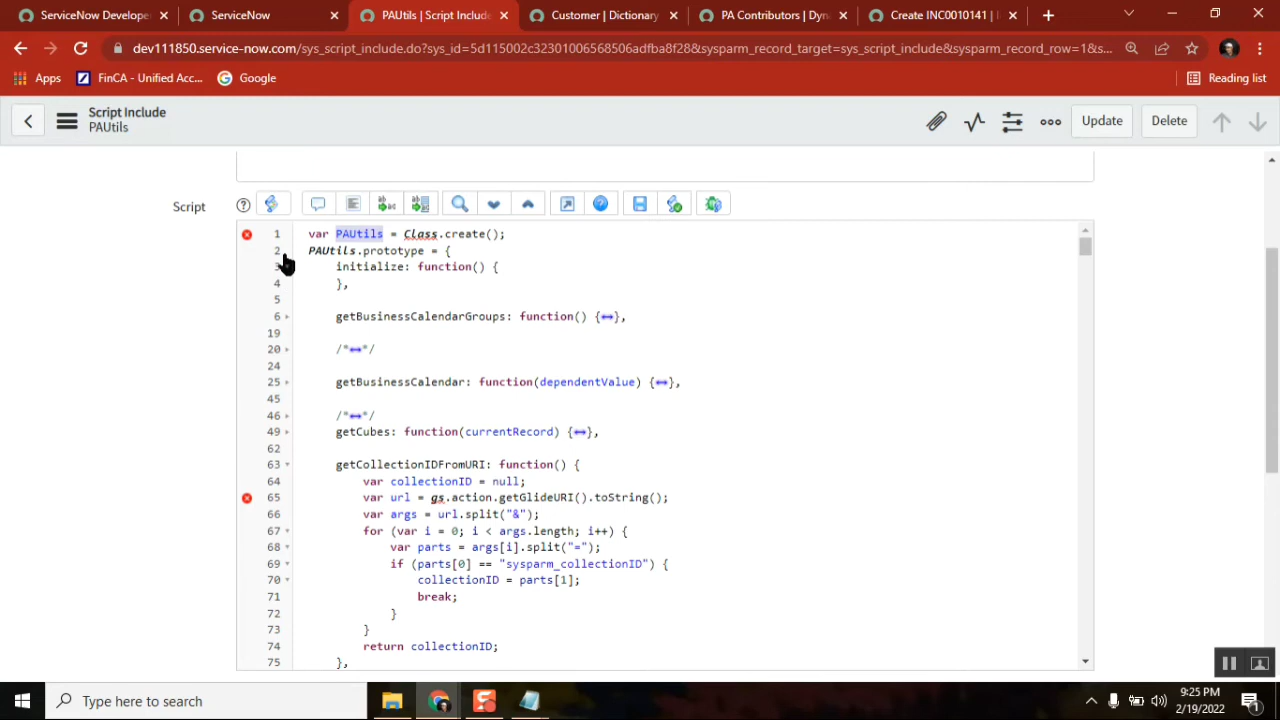 ServiceNow Develope
ServiceNow
PAUtils | Script Include
Customer | Dictionary
PA Contributors | Dyn
Create INC0010141 |
dev111850.service-now.com/sys_script_include.do?sys_id=5d115002c32301006568506adfba8f28&sysparm_record_target=sys_script_include&sysparm_record_row=1&s...
Apps
FinCA - Unified Acc...
Google
Reading list
Script Include
PAUtils
Update
Delete
Script
1 var PAUtils = Class.create();
2 PAUtils.prototype = {
3 initialize: function() {
4 },
5
6 getBusinessCalendarGroups: function() {↔},
19
20 /*↔*/
24
25 getBusinessCalendar: function(dependentValue) {↔},
45
46 /*↔*/
49 getCubes: function(currentRecord) {↔},
62
63 getCollectionIDFromURI: function() {
64 var collectionID = null;
65 var url = gs.action.getGlideURI().toString();
66 var args = url.split("&");
67 for (var i = 0; i < args.length; i++) {
68 var parts = args[i].split("=");
69 if (parts[0] == "sysparm_collectionID") {
70 collectionID = parts[1];
71 break;
72 }
73 }
74 return collectionID;
75 },
Type here to search
9:25 PM
2/19/2022
1